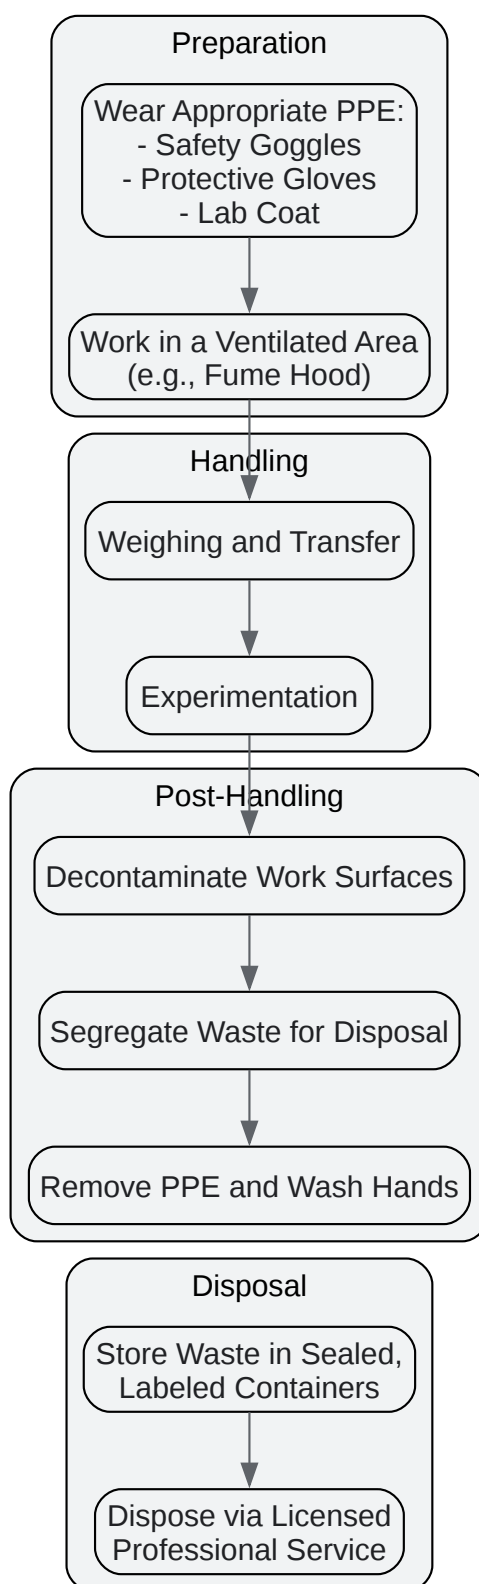 Preparation
Wear Appropriate PPE:
- Safety Goggles
- Protective Gloves
- Lab Coat
Work in a Ventilated Area
(e.g., Fume Hood)
Handling
Weighing and Transfer
Experimentation
Post-Handling
Decontaminate Work Surfaces
Segregate Waste for Disposal
Remove PPE and Wash Hands
Disposal
Store Waste in Sealed,
Labeled Containers
Dispose via Licensed
Professional Service